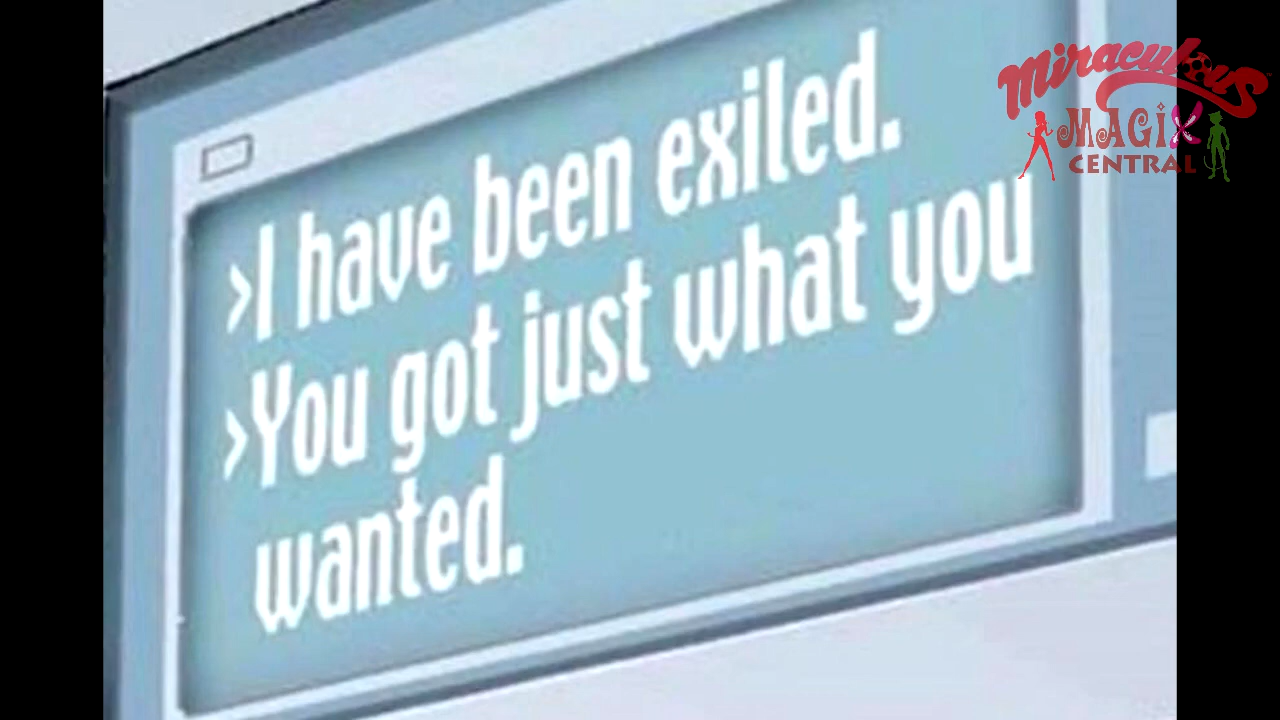 >I have been exiled.
>You got just what you
wanted.
Miraculous
MAGiX
CENTRAL